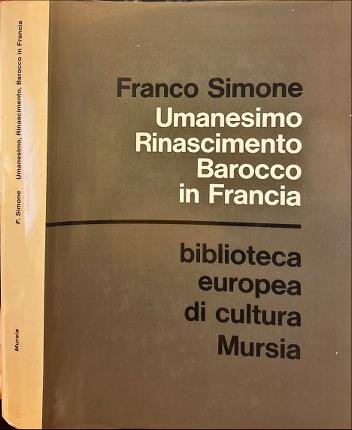 F. Simone Umanesimo, Rinascimento, Barocco in Francia
Mursia
Franco Simone
Umanesimo
Rinascimento
Barocco
in Francia
biblioteca
europea
di cultura
Mursia